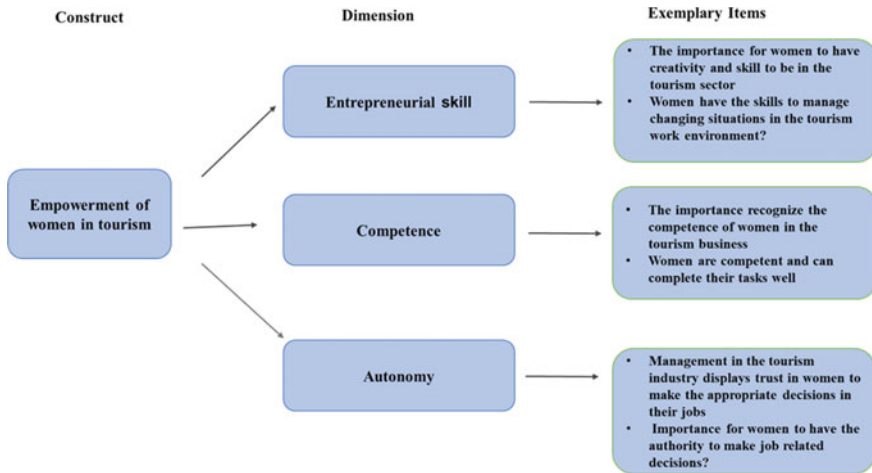 Construct
Dimension
Exemplary Items
Empowerment of
women in tourism
Entrepreneurial skill
• The importance for women to have
creativity and skill to be in the
tourism sector
• Women have the skills to manage
changing situations in the tourism
work environment?
Competence
• The importance recognize the
competence of women in the
tourism business
• Women are competent and can
complete their tasks well
Autonomy
• Management in the tourism
industry displays trust in women to
make the appropriate decisions in
their jobs
• Importance for women to have the
authority to make job related
decisions?